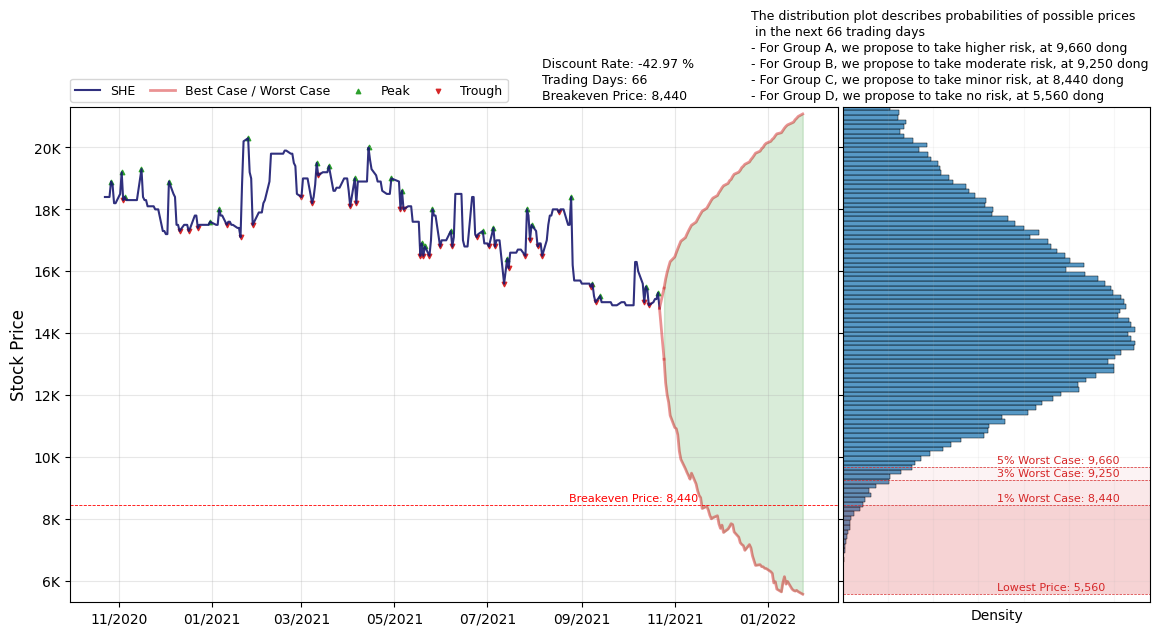 The distribution plot describes probabilities of possible prices
in the next 66 trading days
- For Group A, we propose to take higher risk, at 9,660 dong
- For Group B, we propose to take moderate risk, at 9,250 dong
- For Group C, we propose to take minor risk, at 8,440 dong
- For Group D, we propose to take no risk, at 5,560 dong
Discount Rate: -42.97 %
Trading Days: 66
Breakeven Price: 8,440
SHE
Best Case / Worst Case
Peak
Trough
Stock Price
20K
18K
16K
14K
12K
10K
8K
6K
Breakeven Price: 8,440
11/2020
01/2021
03/2021
05/2021
07/2021
09/2021
11/2021
01/2022
5% Worst Case: 9,660
3% Worst Case: 9,250
1% Worst Case: 8,440
Lowest Price: 5,560
Density